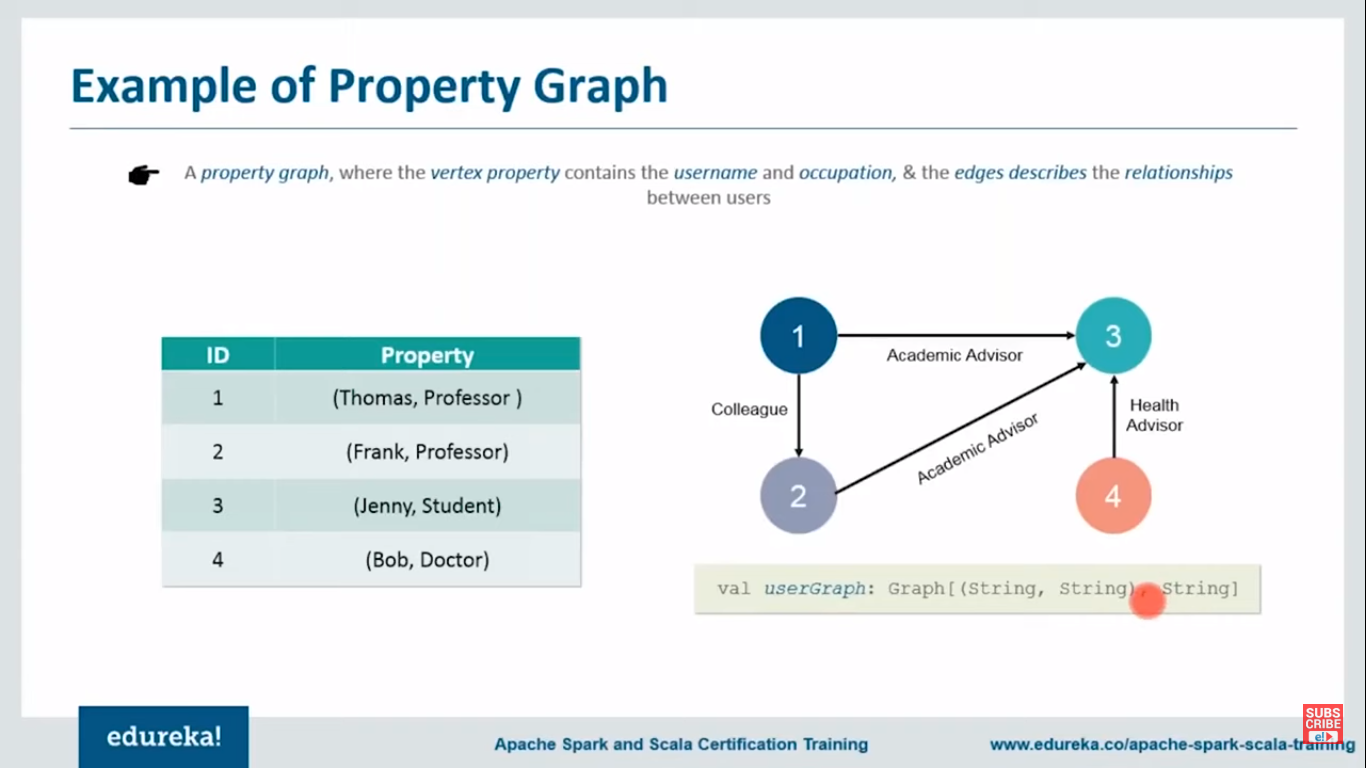 Example of Property Graph
A property graph, where the vertex property contains the username and occupation, & the edges describes the relationships
between users
ID Property
1 (Thomas, Professor )
2 (Frank, Professor)
3 (Jenny, Student)
4 (Bob, Doctor)
1
3
Academic Advisor
Colleague
Health
Advisor
Academic Advisor
2
4
val userGraph: Graph[(String, String), String]
edureka!
Apache Spark and Scala Certification Training
www.edureka.co/apache-spark-scala-training
SUBS
CRIBE
e!